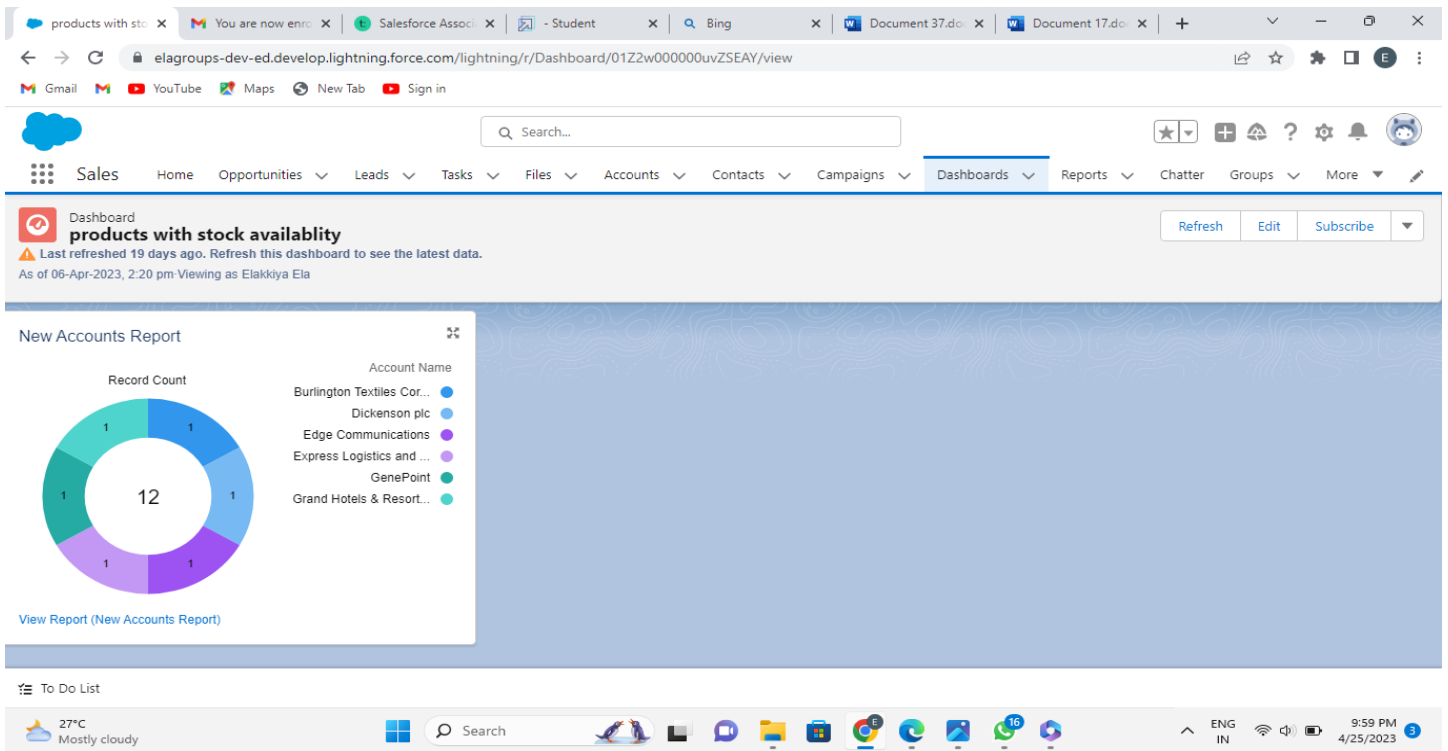 products with sto
You are now enro
Salesforce Associ
- Student
Bing
Document 37.do
Document 17.do
elagroups-dev-ed.develop.lightning.force.com/lightning/r/Dashboard/01Z2w000000uvZSEAY/view
E
Gmail
YouTube
Maps
New Tab
Sign in
Search...
Sales
Home
Opportunities
Leads
Tasks
Files
Accounts
Contacts
Campaigns
Dashboards
Reports
Chatter
Groups
More
Dashboard
products with stock availablity
Last refreshed 19 days ago. Refresh this dashboard to see the latest data.
As of 06-Apr-2023, 2:20 pm·Viewing as Elakkiya Ela
Refresh
Edit
Subscribe
New Accounts Report
Record Count
1
1
1
1
1
1
12
Account Name
Burlington Textiles Cor...
Dickenson plc
Edge Communications
Express Logistics and ...
GenePoint
Grand Hotels & Resort...
View Report (New Accounts Report)
To Do List
27°C
Mostly cloudy
Search
E
16
ENG
IN
9:59 PM
4/25/2023
3